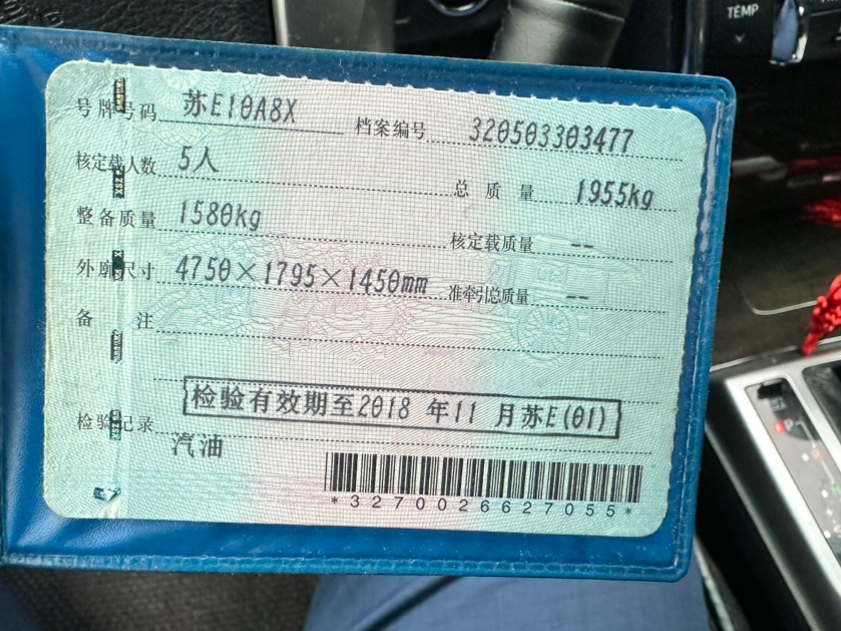 TEMP
号牌号码 苏E10A8X 档案编号 320503303477
核定载人数 5人 总质量 1955kg
整备质量 1580kg 核定载质量 --
外廓尺寸 4750×1795×1450mm 准牵引总质量 --
备注
检验记录 检验有效期至2018年11月苏E(01)
汽油
*3270026627055*